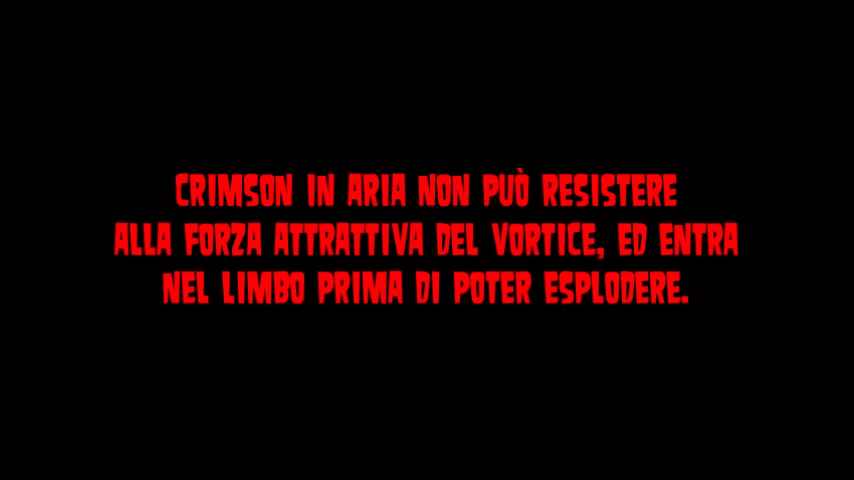 CRIMSON IN ARIA NON PUÒ RESISTERE
ALLA FORZA ATTRATTIVA DEL VORTICE, ED ENTRA
NEL LIMBO PRIMA DI POTER ESPLODERE.